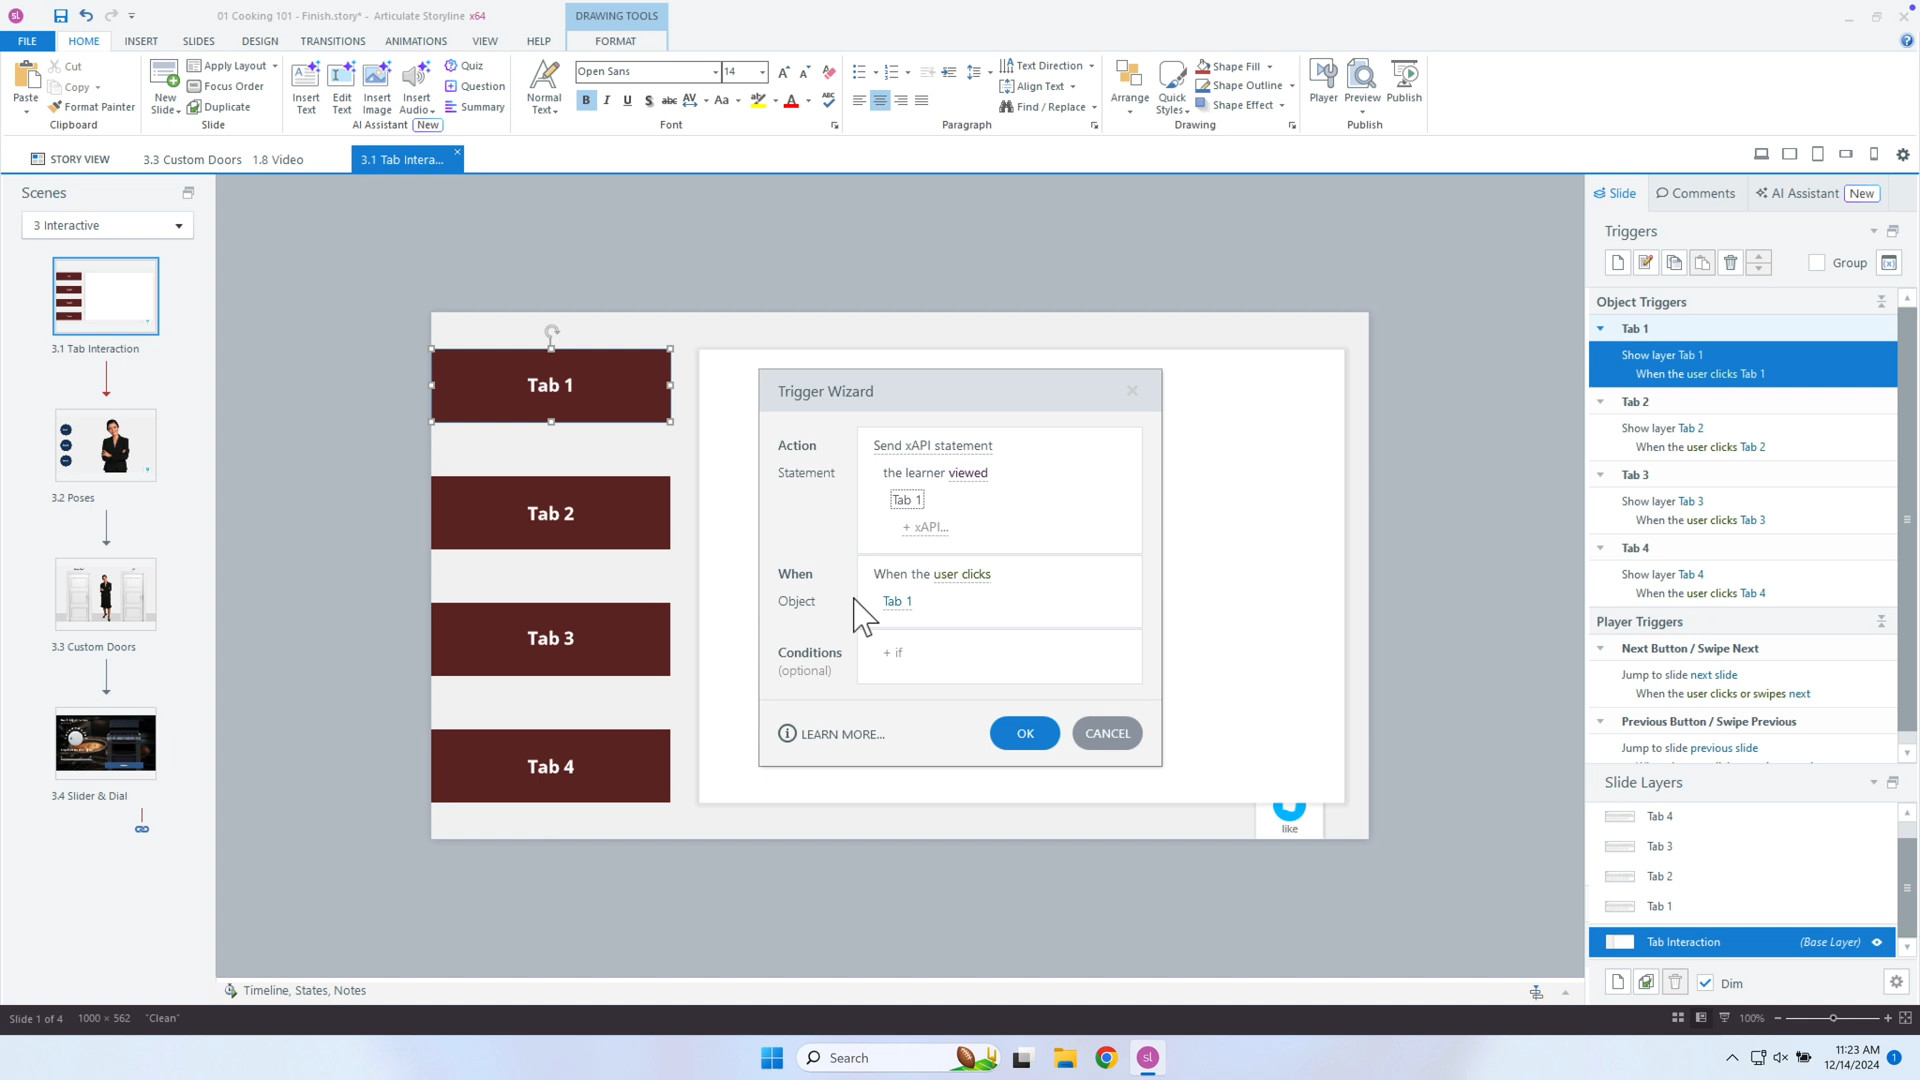 01 Cooking 101 - Finish.story* - Articulate Storyline x64
DRAWING TOOLS
FILE HOME INSERT SLIDES DESIGN TRANSITIONS ANIMATIONS VIEW HELP FORMAT
Paste
Cut
Copy
Format Painter
Clipboard
New Slide
Apply Layout
Focus Order
Duplicate
Slide
Insert Text
Edit Text
Insert Image
Insert Audio
Quiz
Question
Summary
AI Assistant New
Normal Text
Open Sans 14
B I U S abc AV Aa A ABC
Font
Text Direction
Align Text
Find / Replace
Paragraph
Arrange
Quick Styles
Shape Fill
Shape Outline
Shape Effect
Drawing
Player
Preview
Publish
Publish
STORY VIEW 3.3 Custom Doors 1.8 Video 3.1 Tab Intera...
Scenes
3 Interactive
3.1 Tab Interaction
3.2 Poses
3.3 Custom Doors
3.4 Slider & Dial
Tab 1
Tab 2
Tab 3
Tab 4
like
Trigger Wizard
Action Send xAPI statement
Statement the learner viewed
Tab 1
+ xAPI...
When When the user clicks
Object Tab 1
Conditions + if
(optional)
LEARN MORE... OK CANCEL
Slide Comments AI Assistant New
Triggers
Group
Object Triggers
Tab 1
Show layer Tab 1
When the user clicks Tab 1
Tab 2
Show layer Tab 2
When the user clicks Tab 2
Tab 3
Show layer Tab 3
When the user clicks Tab 3
Tab 4
Show layer Tab 4
When the user clicks Tab 4
Player Triggers
Next Button / Swipe Next
Jump to slide next slide
When the user clicks or swipes next
Previous Button / Swipe Previous
Jump to slide previous slide
Slide Layers
Tab 4
Tab 3
Tab 2
Tab 1
Tab Interaction (Base Layer)
Dim
Timeline, States, Notes
Slide 1 of 4 1000 × 562 "Clean" 100%
Search
11:23 AM
12/14/2024
1